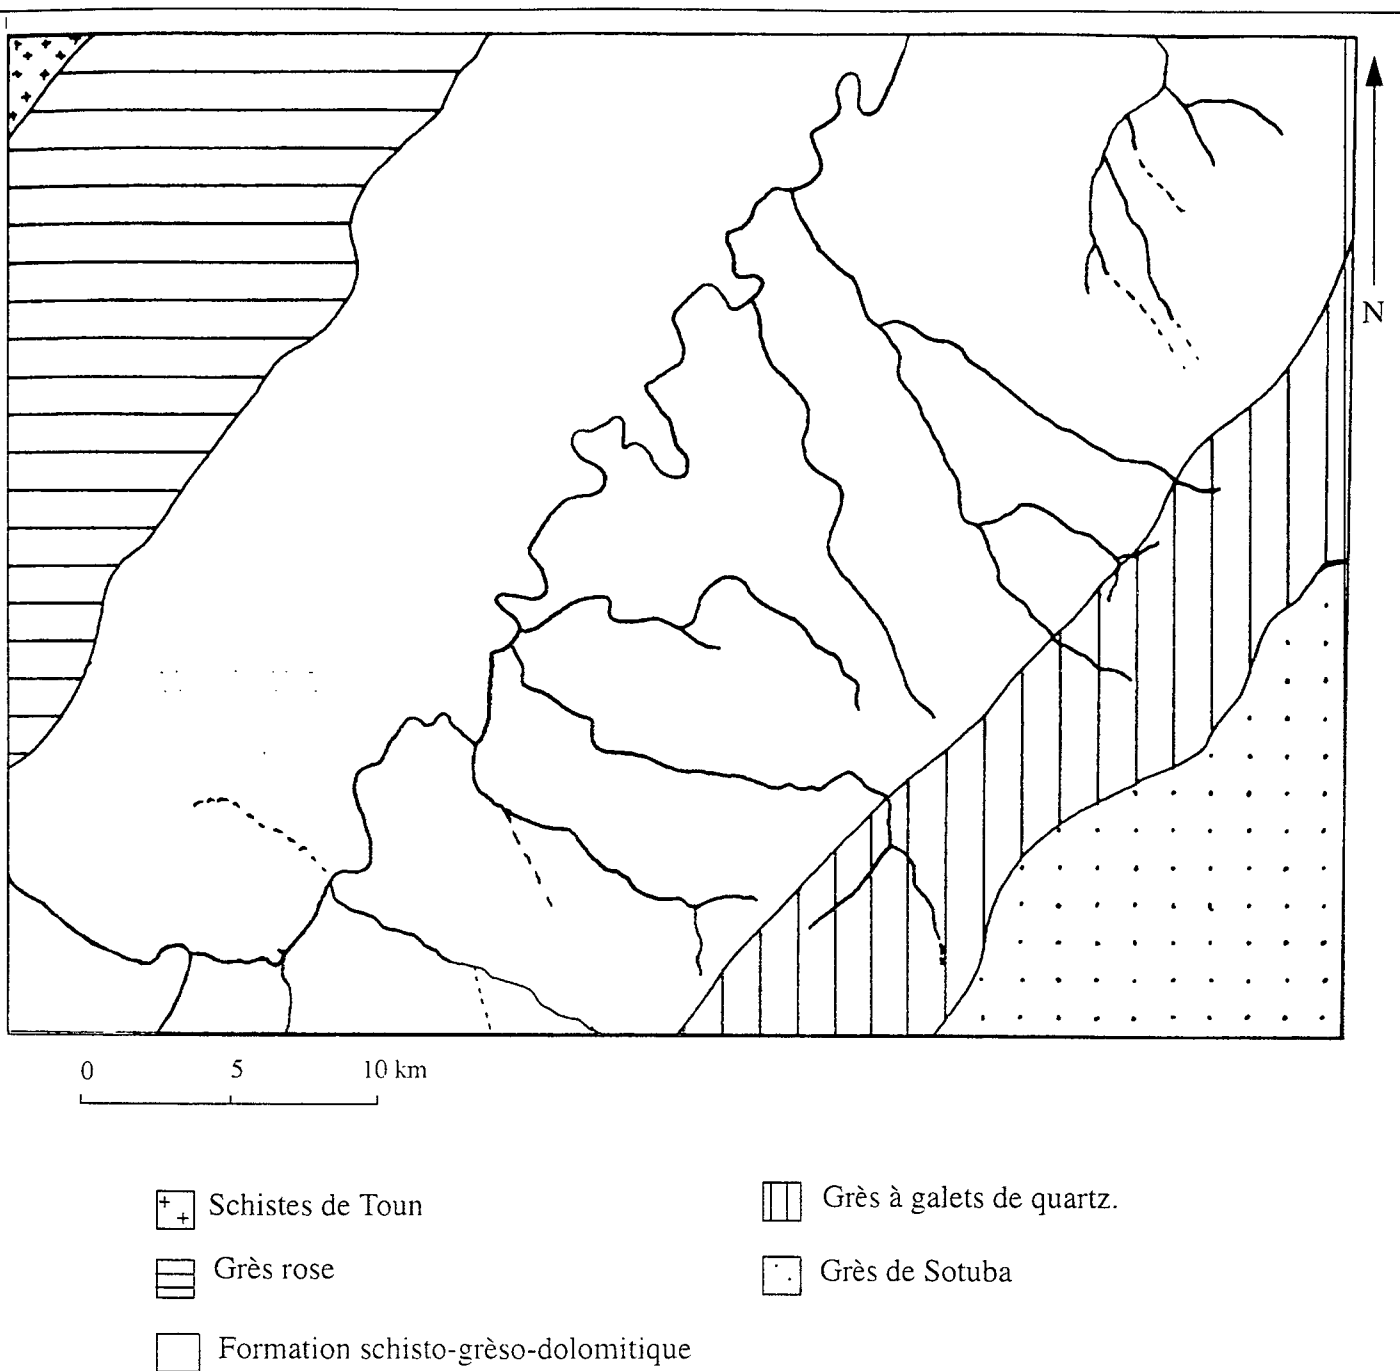 N
0 5 10 km
Schistes de Toun
Grès rose
Formation schisto-grèso-dolomitique
Grès à galets de quartz.
Grès de Sotuba